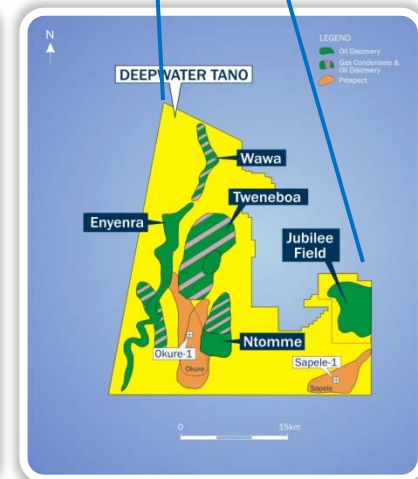 N
LEGEND
Oil Discovery
Gas Condensate &
Oil Discovery
Prospect
DEEPWATER TANO
Wawa
Tweneboa
Enyenra
Jubilee
Field
Ntomme
Okure-1
Okure
Sapele-1
Sapele
0
15km